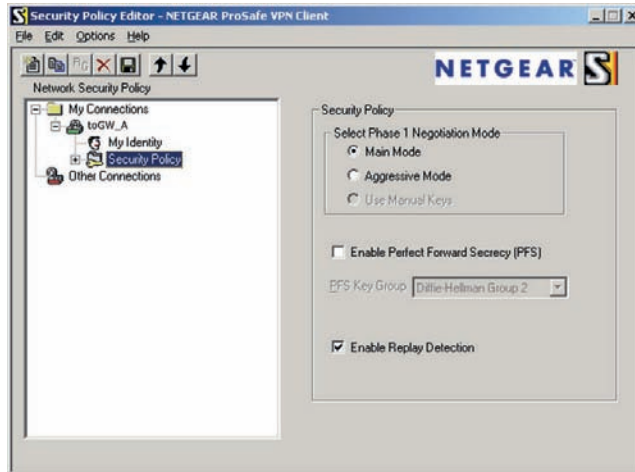 Security Policy Editor - NETGEAR ProSafe VPN Client
File Edit Options Help
NETGEAR
Network Security Policy
My Connections
toGW_A
My Identity
Security Policy
Other Connections
Security Policy
Select Phase 1 Negotiation Mode
Main Mode
Aggressive Mode
Use Manual Keys
Enable Perfect Forward Secrecy (PFS)
PFS Key Group Diffie-Hellman Group 2
Enable Replay Detection